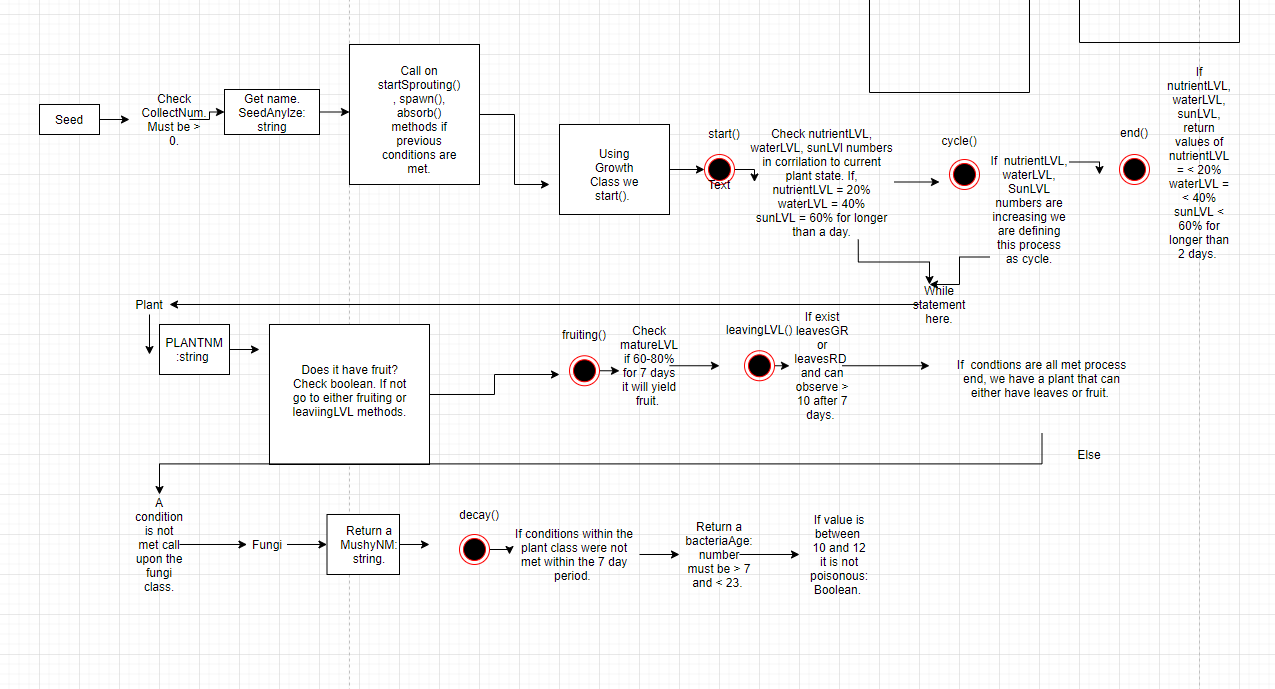 Seed
Check
CollectNum.
Must be >
0.
Get name.
SeedAnylze:
string
Call on
startSprouting()
, spawn(),
absorb()
methods if
previous
conditions are
met.
Using
Growth
Class we
start().
start()
Text
Check nutrientLVL,
waterLVL, sunLVl numbers
in corrilation to current
plant state. If,
nutrientLVL = 20%
waterLVL = 40%
sunLVL = 60% for longer
than a day.
cycle()
If nutrientLVL,
waterLVL,
SunLVL
numbers are
increasing we
are defining
this process
as cycle.
end()
If
nutrientLVL,
waterLVL,
sunLVL,
return
values of
nutrientLVL
= < 20%
waterLVL =
< 40%
sunLVL <
60% for
longer than
2 days.
While
statement
here.
Plant
PLANTNM
:string
Does it have fruit?
Check boolean. If not
go to either fruiting or
leaviingLVL methods.
fruiting()
Check
matureLVL
if 60-80%
for 7 days
it will yield
fruit.
leavingLVL()
If exist
leavesGR
or
leavesRD
and can
observe >
10 after 7
days.
If condtions are all met process
end, we have a plant that can
either have leaves or fruit.
Else
A
condition
is not
met call
upon the
fungi
class.
Fungi
Return a
MushyNM:
string.
decay()
If conditions within the
plant class were not
met within the 7 day
period.
Return a
bacteriaAge:
number
must be > 7
and < 23.
If value is
between
10 and 12
it is not
poisonous:
Boolean.